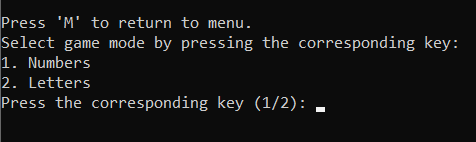 Press 'M' to return to menu.
Select game mode by pressing the corresponding key:
1. Numbers
2. Letters
Press the corresponding key (1/2):